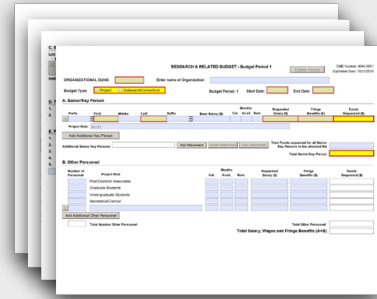 RESEARCH & RELATED BUDGET - Budget Period 1
OMB Number: 4040-0001
Expiration Date: 10/31/2019
ORGANIZATIONAL DUNS:
Enter name of Organization:
Budget Type: Project Subaward/Consortium
Budget Period: 1 Start Date: End Date:
A. Senior/Key Person
Months Requested Fringe Funds
Prefix First Middle Last Suffix Base Salary ($) Cal. Acad. Sum. Salary ($) Benefits ($) Requested ($)
Project Role: PD/PI
Add Additional Key Person
Additional Senior Key Persons: Add Attachment Delete Attachment View Attachment Total Funds requested for all Senior
Key Persons in the attached file
Total Senior/Key Person
B. Other Personnel
Number of Months Requested Fringe Funds
Personnel Project Role Cal. Acad. Sum. Salary ($) Benefits ($) Requested ($)
Post Doctoral Associates
Graduate Students
Undergraduate Students
Secretarial/Clerical
Add Additional Other Personnel
Total Number Other Personnel Total Other Personnel
Total Salary, Wages and Fringe Benefits (A+B)